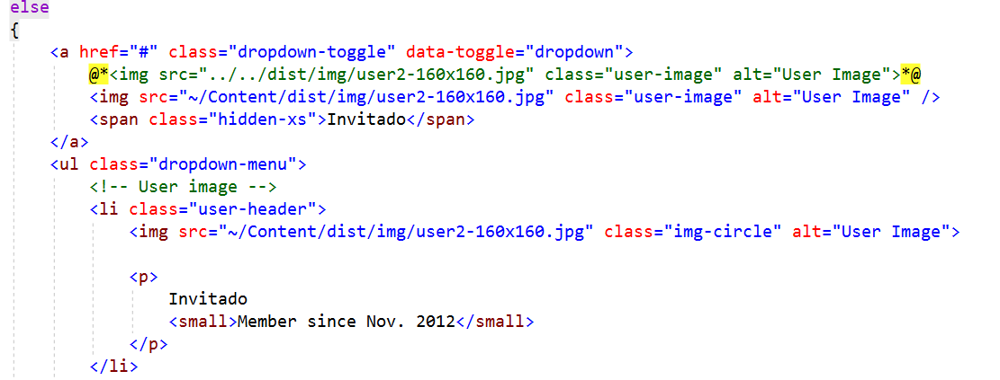 else
{
<a href="#" class="dropdown-toggle" data-toggle="dropdown">
@*<img src="../../dist/img/user2-160x160.jpg" class="user-image" alt="User Image">*@
<img src="~/Content/dist/img/user2-160x160.jpg" class="user-image" alt="User Image" />
<span class="hidden-xs">Invitado</span>
</a>
<ul class="dropdown-menu">
<!-- User image -->
<li class="user-header">
<img src="~/Content/dist/img/user2-160x160.jpg" class="img-circle" alt="User Image">
<p>
Invitado
<small>Member since Nov. 2012</small>
</p>
</li>